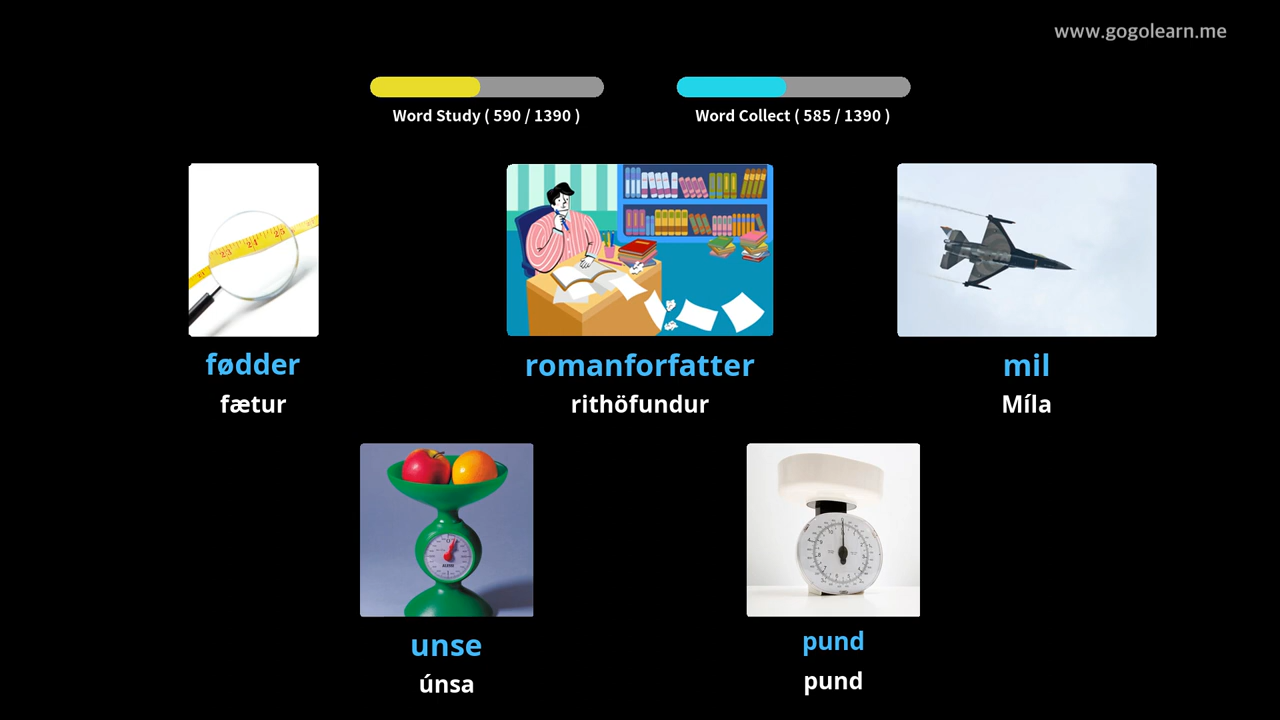 www.gogolearn.me
Word Study ( 590 / 1390 )
Word Collect ( 585 / 1390 )
fødder
fætur
romanforfatter
rithöfundur
mil
Míla
unse
únsa
pund
pund